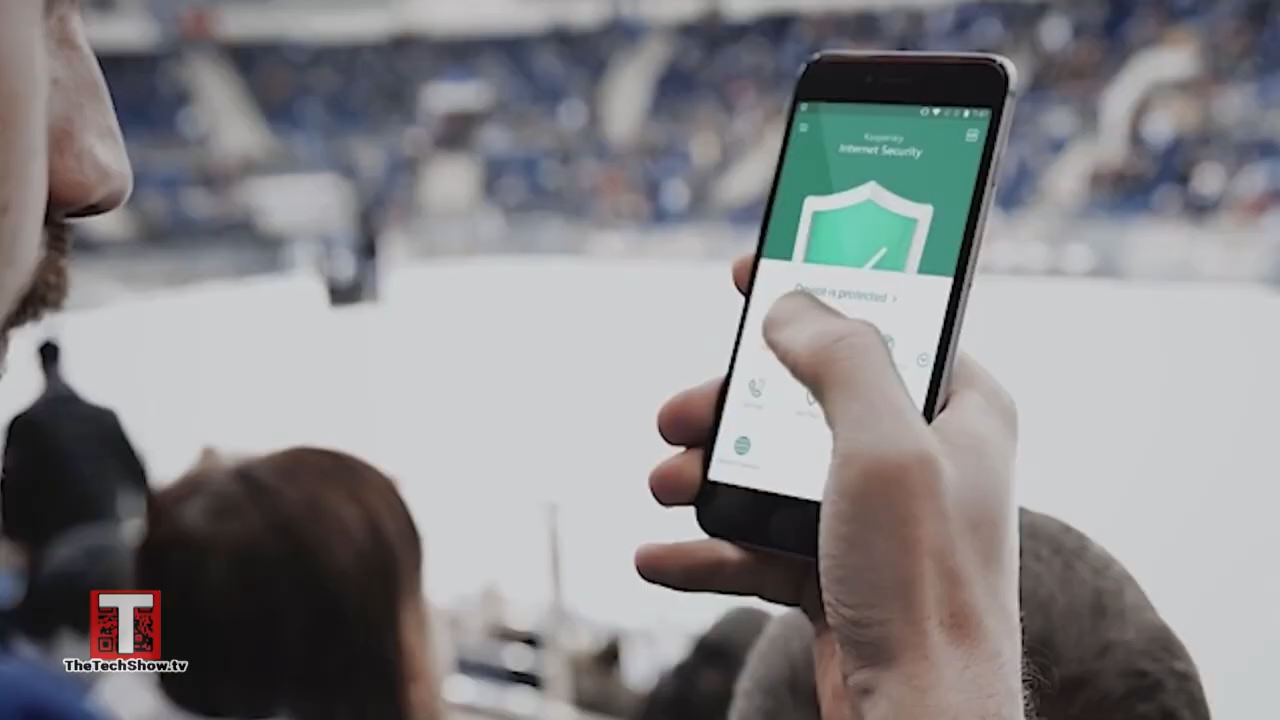 Kaspersky
Internet Security
Device is protected
T
TheTechShow.tv